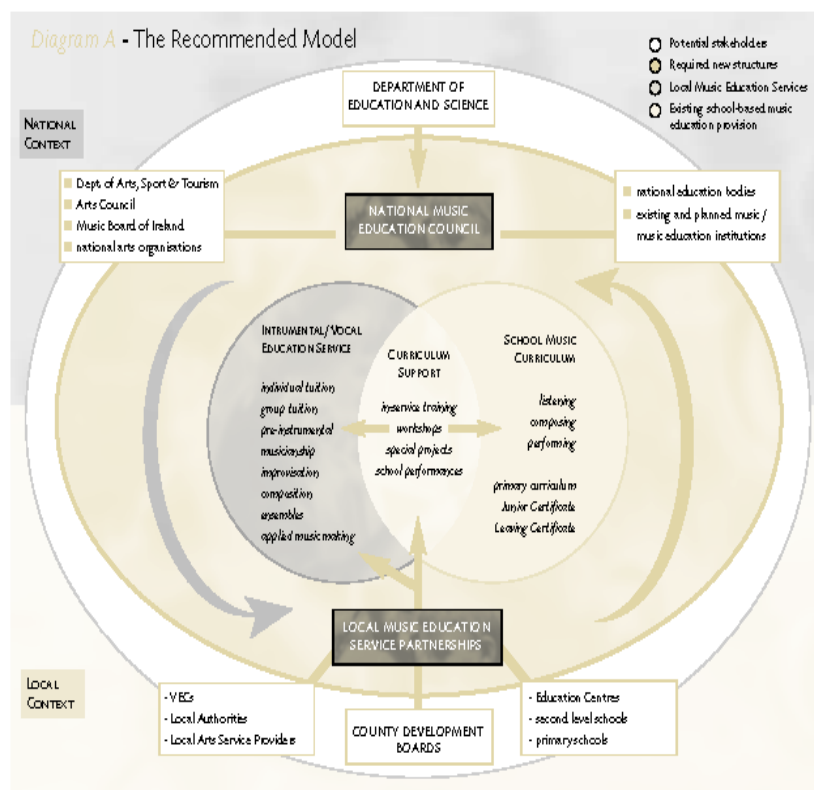 Diagram A - The Recommended Model
Potential stakeholders
Required new structures
Local Music Education Services
Existing school-based music
education provision
NATIONAL
CONTEXT
DEPARTMENT OF
EDUCATION AND SCIENCE
Dept. of Arts, Sport & Tourism
Arts Council
Music Board of Ireland
national arts organisations
NATIONAL MUSIC
EDUCATION COUNCIL
national education bodies
existing and planned music /
music education institutions
INTRUMENTAL/VOCAL
EDUCATION SERVICE
individual tuition
group tuition
pre-instrumental
musicianship
improvisation
composition
ensembles
applied music making
CURRICULUM
SUPPORT
inservice training
workshops
special projects
school performances
SCHOOL MUSIC
CURRICULUM
listening
composing
performing
primary curriculum
Junior Certificate
Leaving Certificate
LOCAL MUSIC EDUCATION
SERVICE PARTNERSHIPS
LOCAL
CONTEXT
- VECs
- Local Authorities
- Local Arts Service Providers
COUNTY DEVELOPMENT
BOARDS
- Education Centres
- second level schools
- primary schools